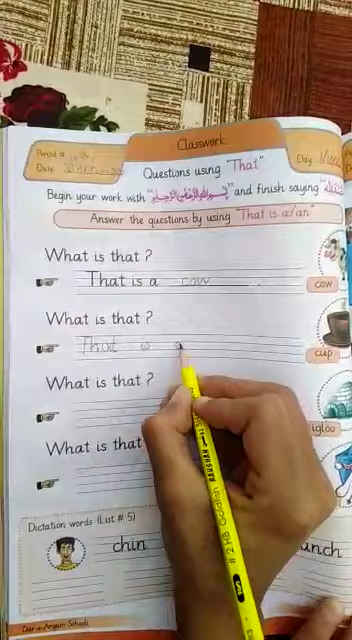 Classwork
Period #
Date
Day:
Questions using "That"
Begin your work with "بسم الله الرحمن الرحيم" and finish saying
Answer the questions by using "That is a/an"
What is that ?
That is a cow .
cow
What is that ?
That is a
cup
What is that ?
igloo
What is that
Dictation words (List # 5)
chin
unch
Dar-e-Arqam Schools